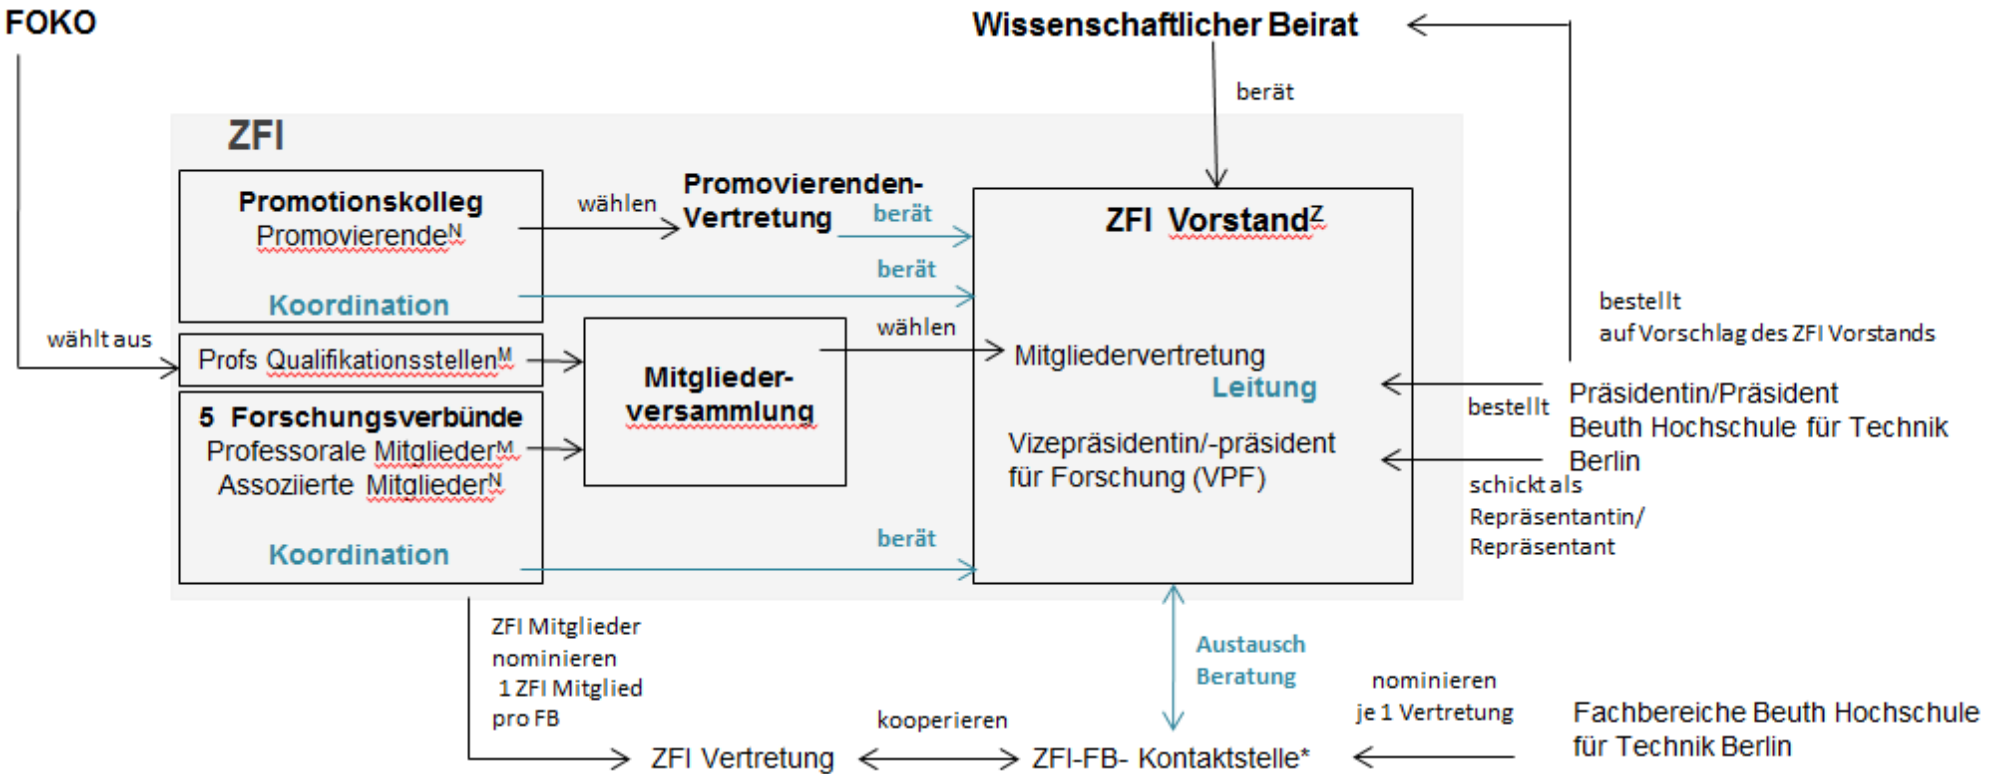 FOKO
Wissenschaftlicher Beirat
berät
ZFI
Promotionskolleg
Promovierendeᴺ
Koordination
wählen
Promovierenden-
Vertretung
berät
berät
ZFI Vorstandᶻ
wählt aus
Profs Qualifikationsstellenᴹ
5 Forschungsverbünde
Professorale Mitgliederᴹ
Assoziierte Mitgliederᴺ
Koordination
Mitglieder-
versammlung
wählen
berät
Mitgliedervertretung
Leitung
Vizepräsidentin/-präsident
für Forschung (VPF)
bestellt
auf Vorschlag des ZFI Vorstands
bestellt
Präsidentin/Präsident
Beuth Hochschule für Technik
Berlin
schickt als
Repräsentantin/
Repräsentant
ZFI Mitglieder
nominieren
1 ZFI Mitglied
pro FB
Austausch
Beratung
nominieren
je 1 Vertretung
kooperieren
ZFI Vertretung
ZFI-FB- Kontaktstelle*
Fachbereiche Beuth Hochschule
für Technik Berlin